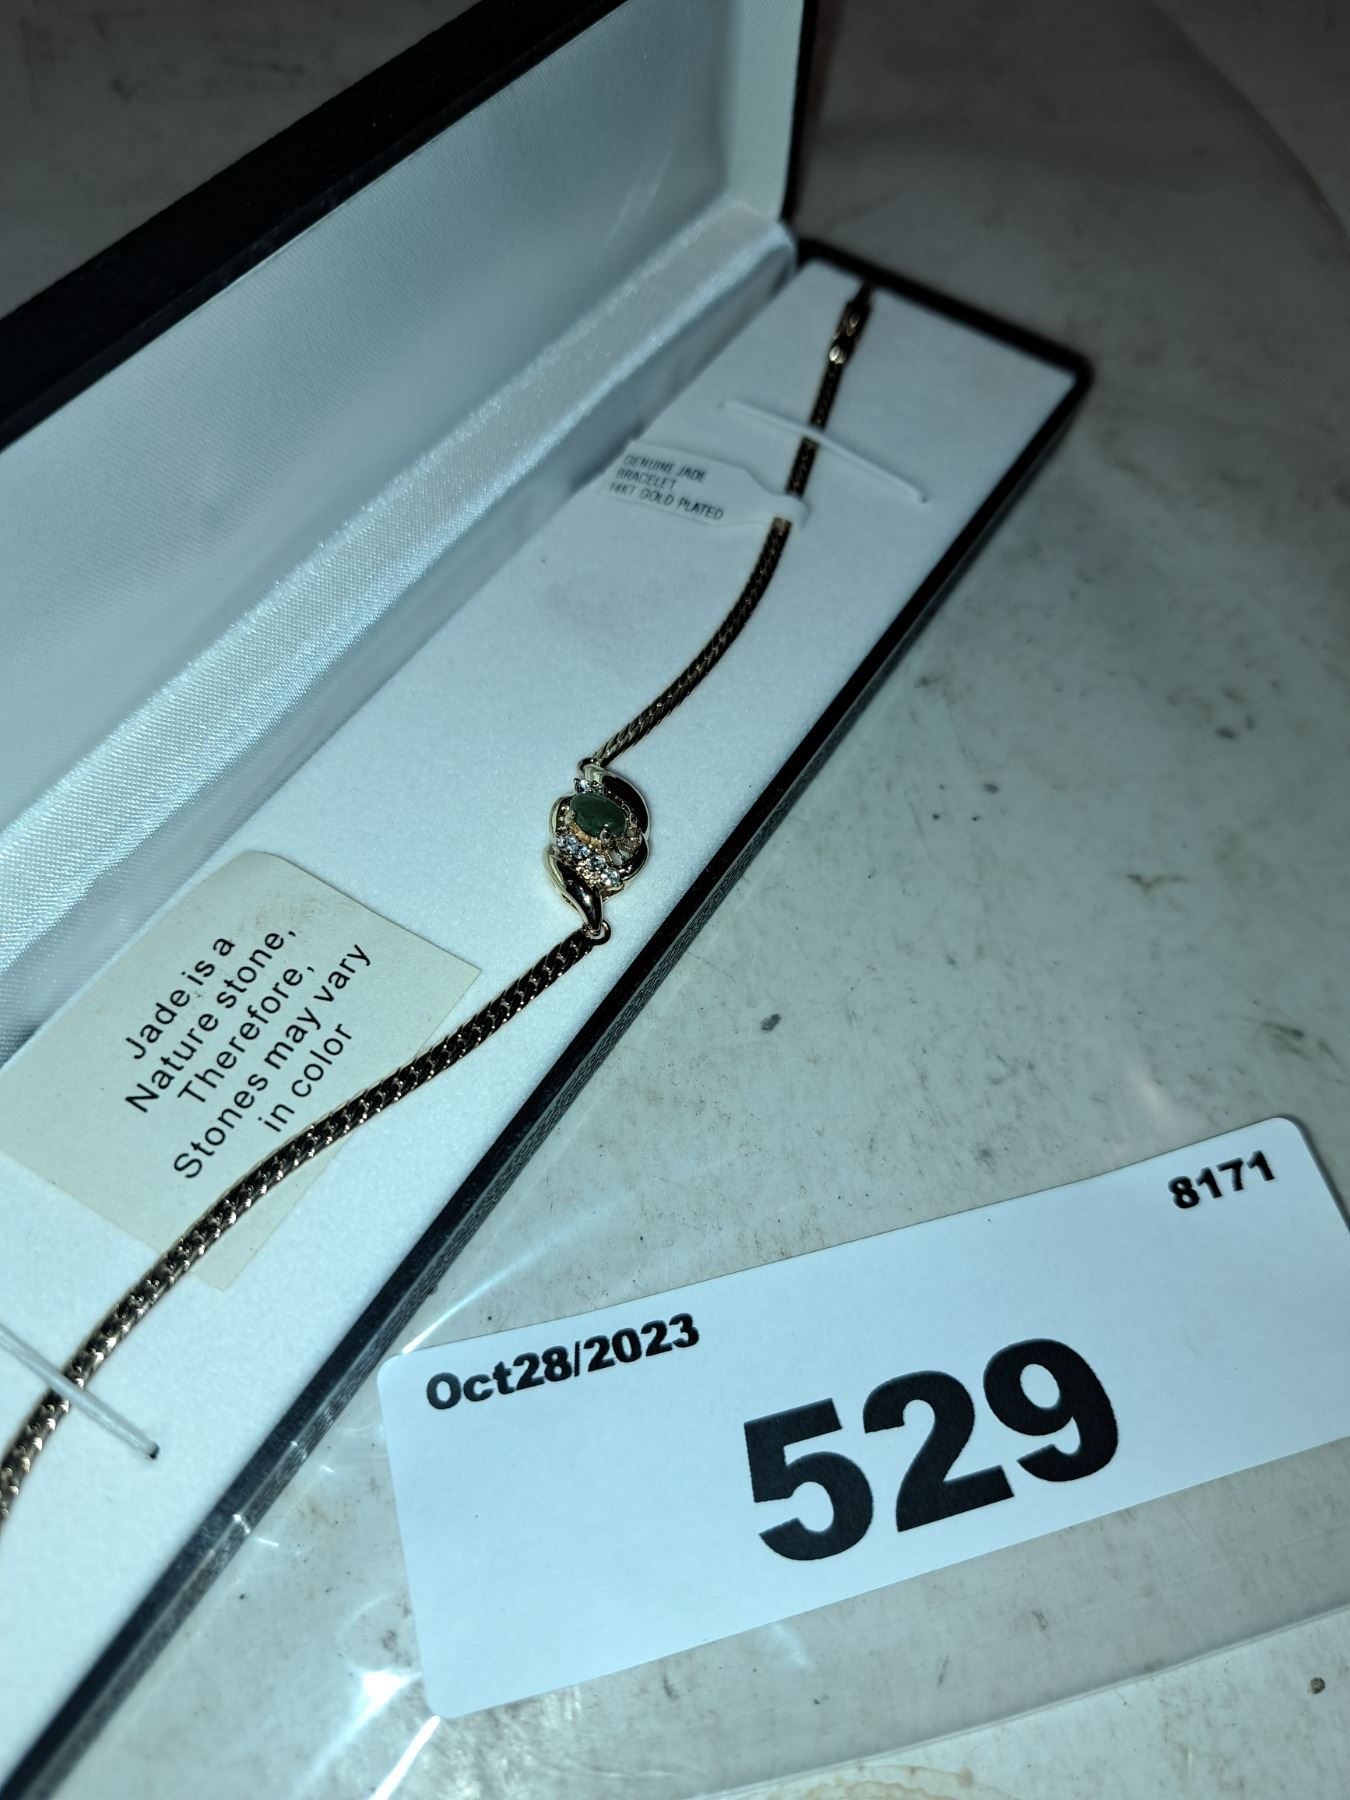 GENUINE JADE
BRACELET
14KT GOLD PLATED
Jade is a
Nature stone,
Therefore,
Stones may vary
in color
8171
Oct28/2023
529